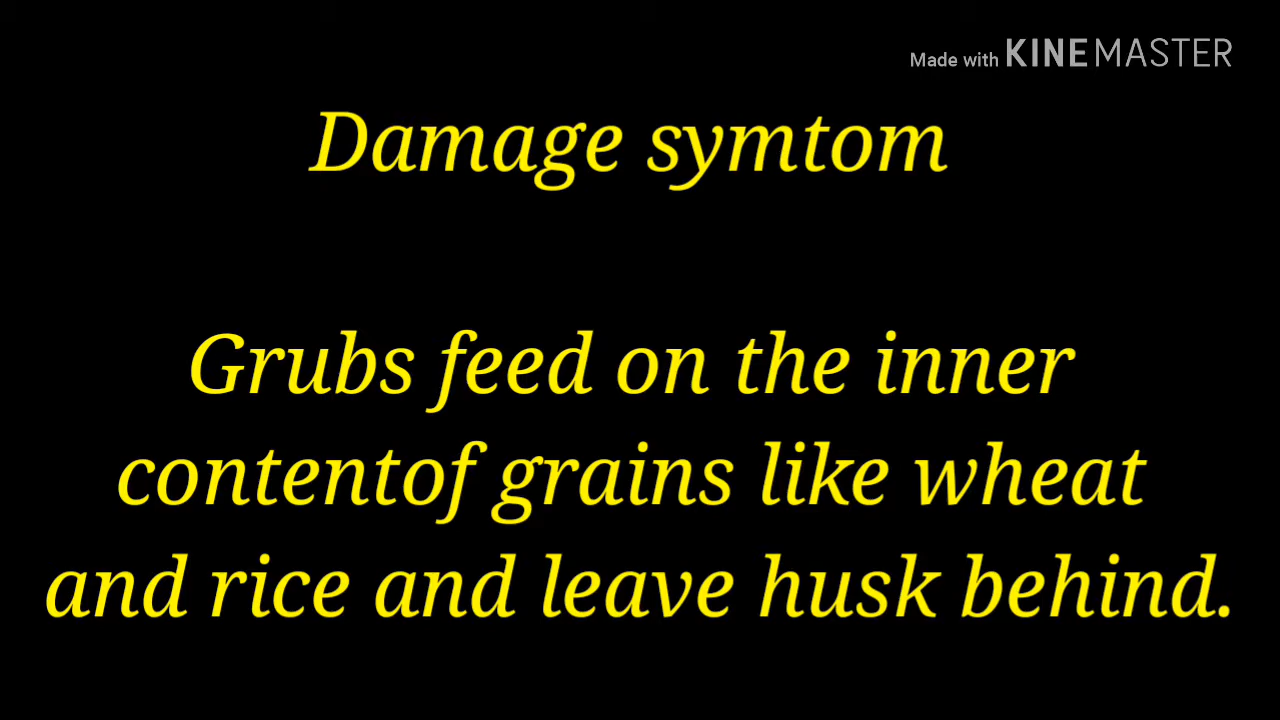 Made with KINEMASTER
Damage symtom
Grubs feed on the inner
contentof grains like wheat
and rice and leave husk behind.